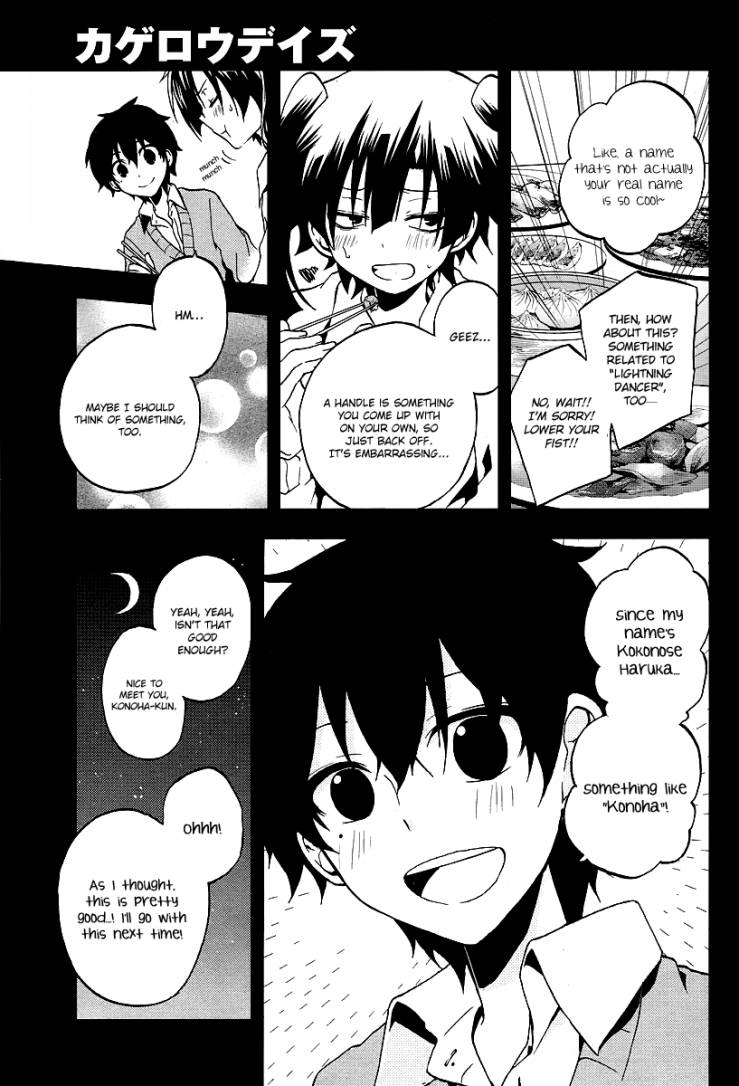 カゲロウデイズ
Like, a name
that's not actually
your real name
is so cool~
THEN, HOW
ABOUT THIS?
SOMETHING
RELATED TO
"LIGHTNING
DANCER",
TOO—
NO, WAIT!!
I'M SORRY!
LOWER YOUR
FIST!!
GEEZ...
A HANDLE IS SOMETHING
YOU COME UP WITH
ON YOUR OWN, SO
JUST BACK OFF.
IT'S EMBARRASSING...
munch
munch
HM...
MAYBE I SHOULD
THINK OF SOMETHING,
TOO.
Since my
name's
Kokonose
Haruka...
Something like
"Konoha"!
YEAH, YEAH,
ISN'T THAT
GOOD
ENOUGH?
NICE TO
MEET YOU,
KONOHA-KUN.
Ohhh!
As I thought,
this is pretty
good...! I'll go with
this next time!